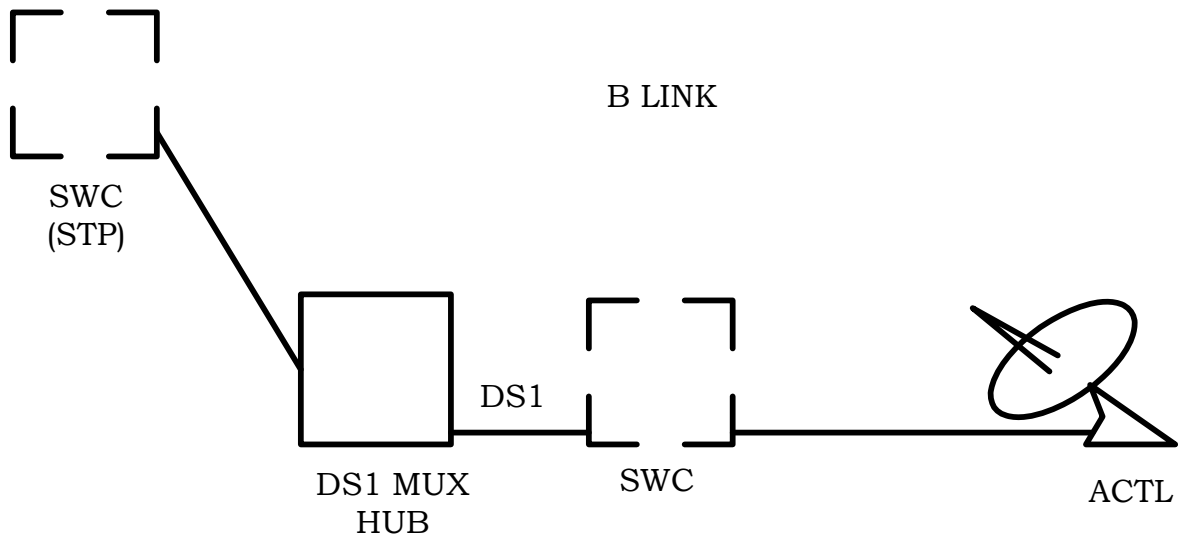 B LINK
SWC
(STP)
DS1
DS1 MUX
HUB
SWC
ACTL